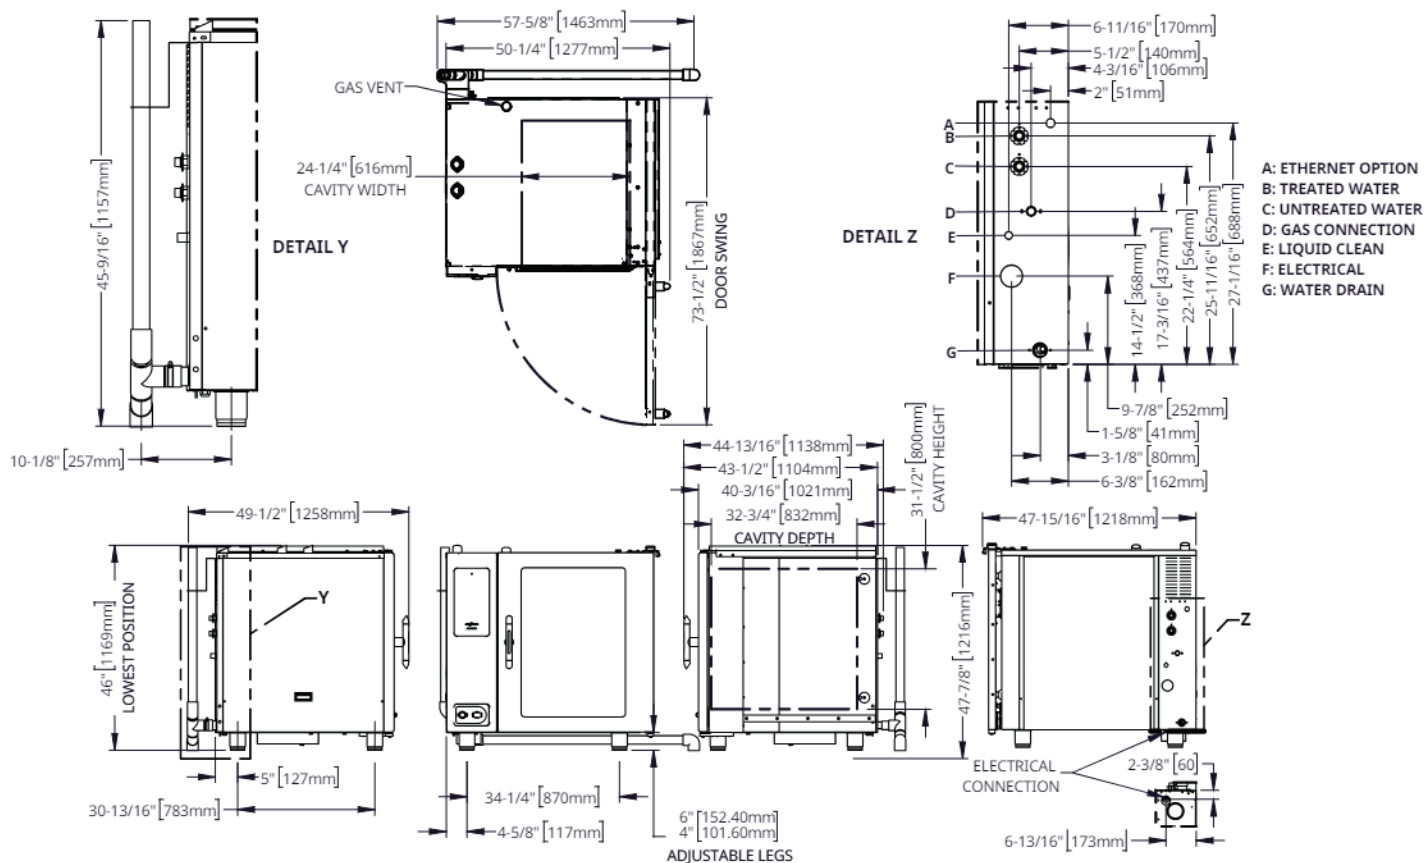 57-5/8" [1463mm]
50-1/4" [1277mm]
GAS VENT
24-1/4" [616mm]
CAVITY WIDTH
73-1/2" [1867mm]
DOOR SWING
45-9/16" [1157mm]
DETAIL Y
10-1/8" [257mm]
6-11/16" [170mm]
5-1/2" [140mm]
4-3/16" [106mm]
2" [51mm]
A
B
C
D
E
F
G
DETAIL Z
14-1/2" [368mm]
17-3/16" [437mm]
22-1/4" [564mm]
25-11/16" [652mm]
27-1/16" [688mm]
9-7/8" [252mm]
1-5/8" [41mm]
3-1/8" [80mm]
6-3/8" [162mm]
A: ETHERNET OPTION
B: TREATED WATER
C: UNTREATED WATER
D: GAS CONNECTION
E: LIQUID CLEAN
F: ELECTRICAL
G: WATER DRAIN
49-1/2" [1258mm]
46" [1169mm]
LOWEST POSITION
Y
5" [127mm]
30-13/16" [783mm]
34-1/4" [870mm]
4-5/8" [117mm]
6" [152.40mm]
4" [101.60mm]
ADJUSTABLE LEGS
44-13/16" [1138mm]
43-1/2" [1104mm]
40-3/16" [1021mm]
32-3/4" [832mm]
CAVITY DEPTH
31-1/2" [800mm]
CAVITY HEIGHT
47-7/8" [1216mm]
47-15/16" [1218mm]
Z
ELECTRICAL
CONNECTION
2-3/8" [60]
6-13/16" [173mm]